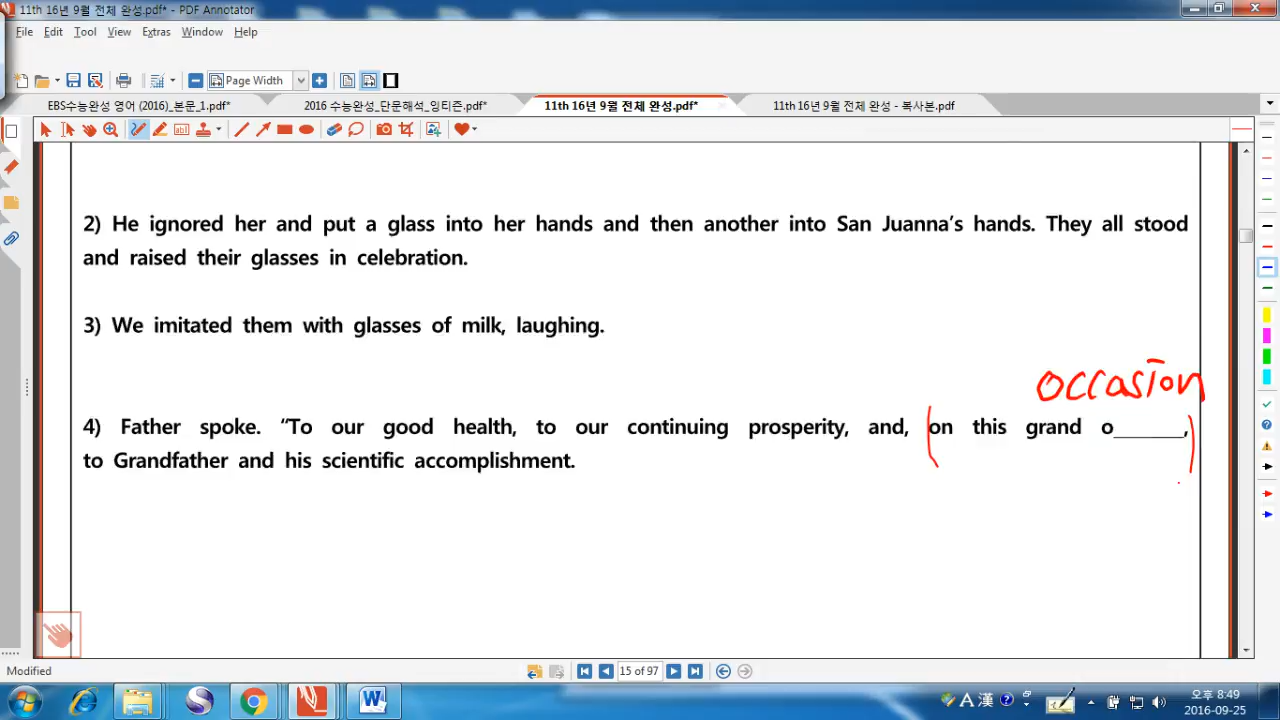 11th 16년 9월 전체 완성.pdf* - PDF Annotator
File Edit Tool View Extras Window Help
Page Width
EBS수능완성 영어 (2016)_본문_1.pdf* 2016 수능완성_단문해석_잉티즌.pdf* 11th 16년 9월 전체 완성.pdf* 11th 16년 9월 전체 완성 - 복사본.pdf
2) He ignored her and put a glass into her hands and then another into San Juanna's hands. They all stood
and raised their glasses in celebration.
3) We imitated them with glasses of milk, laughing.
occasion
4) Father spoke. “To our good health, to our continuing prosperity, and, (on this grand o______,)
to Grandfather and his scientific accomplishment.
Modified 15 of 97
A 漢 오후 8:49
2016-09-25